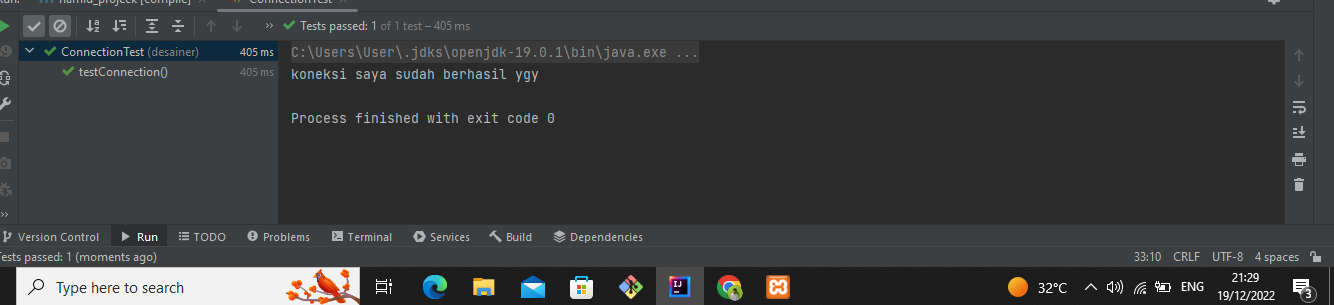 ConnectionTest
Tests passed: 1 of 1 test – 405 ms
ConnectionTest (desainer) 405 ms
testConnection() 405 ms
C:\Users\User\.jdks\openjdk-19.0.1\bin\java.exe ...
koneksi saya sudah berhasil ygy
Process finished with exit code 0
Version Control Run TODO Problems Terminal Services Build Dependencies
Tests passed: 1 (moments ago) 33:10 CRLF UTF-8 4 spaces
Type here to search 32°C ENG 21:29
19/12/2022 3